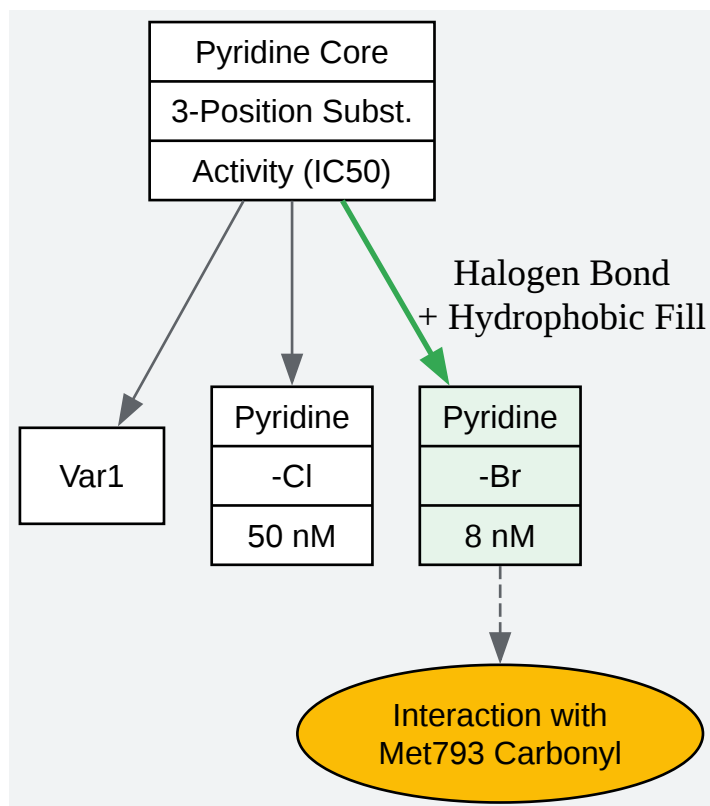 Pyridine Core
3-Position Subst.
Activity (IC50)
Halogen Bond
+ Hydrophobic Fill
Var1
Pyridine
-Cl
50 nM
Pyridine
-Br
8 nM
Interaction with
Met793 Carbonyl